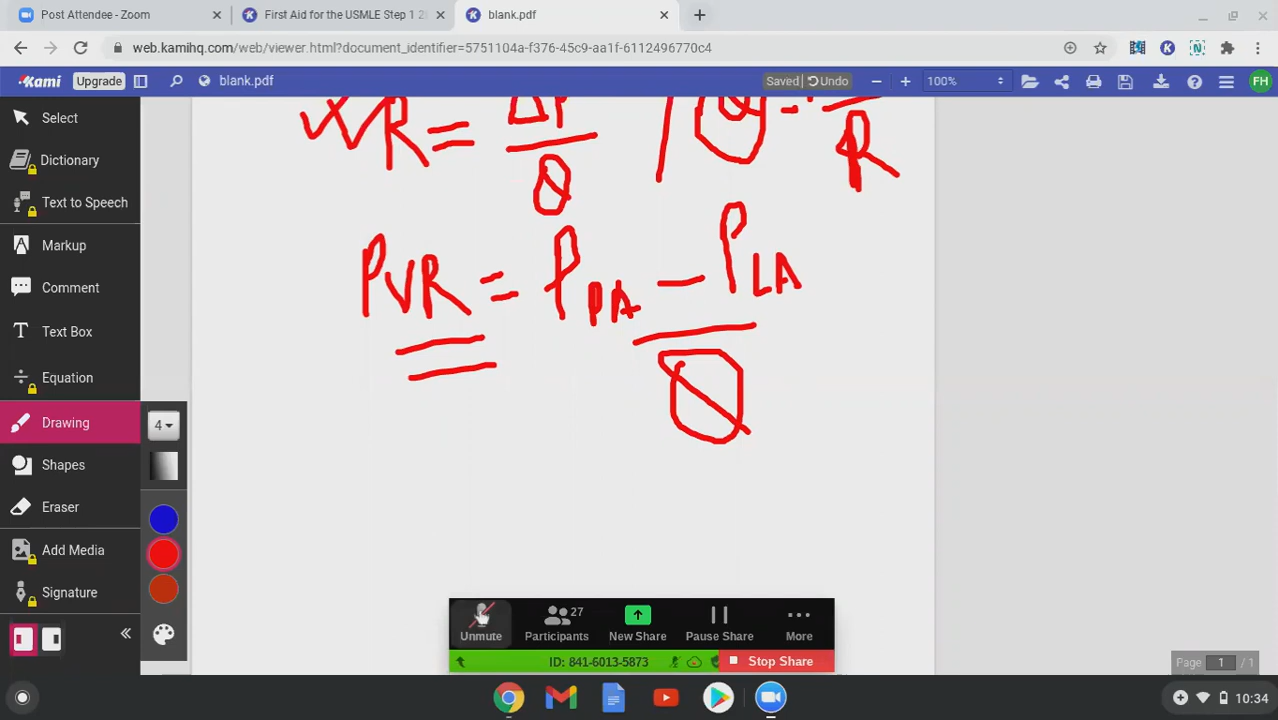 Post Attendee - Zoom
First Aid for the USMLE Step 1 2
blank.pdf
web.kamihq.com/web/viewer.html?document_identifier=5751104a-f376-45c9-aa1f-6112496770c4
Kami Upgrade blank.pdf Saved Undo 100% FH
Select
Dictionary
Text to Speech
Markup
Comment
Text Box
Equation
Drawing
4
Shapes
Eraser
Add Media
Signature
R = ΔP / Q
Q = / R
PVR = P PA - P LA
Q
Unmute
Participants 27
New Share
Pause Share
More
ID: 841-6013-5873
Stop Share
Page 1 / 1
10:34